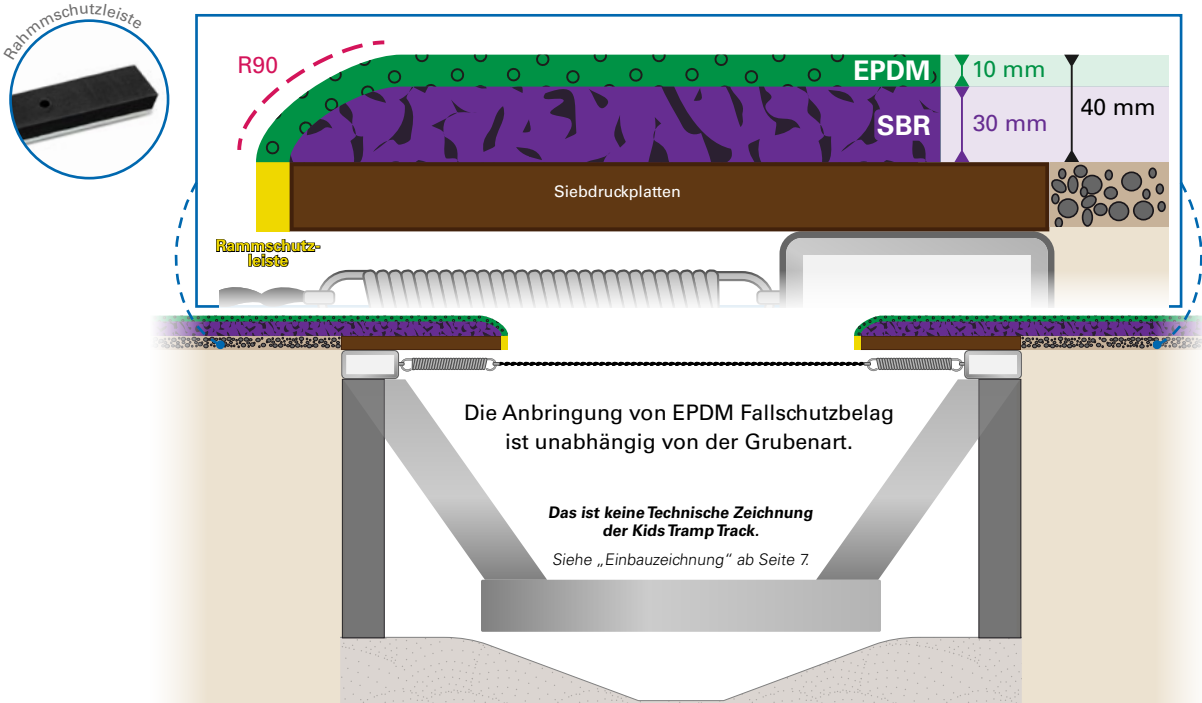 Rahmmschutzleiste
R90
EPDM
10 mm
SBR
30 mm
40 mm
Siebdruckplatten
Rammschutz-
leiste
Die Anbringung von EPDM Fallschutzbelag
ist unabhängig von der Grubenart.
Das ist keine Technische Zeichnung
der Kids Tramp Track.
Siehe „Einbauzeichnung“ ab Seite 7.